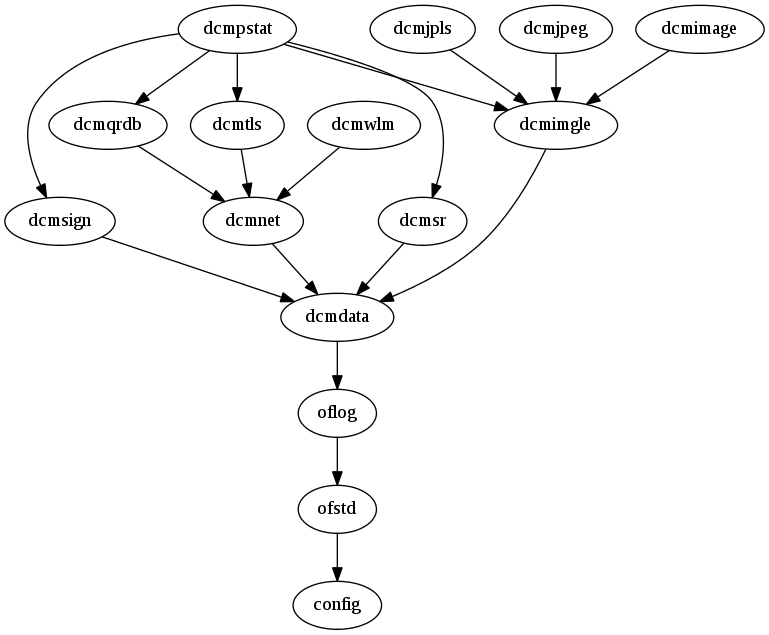 dcmpstat
dcmjpls
dcmjpeg
dcmimage
dcmqrdb
dcmtls
dcmwlm
dcmimgle
dcmsign
dcmnet
dcmsr
dcmdata
oflog
ofstd
config